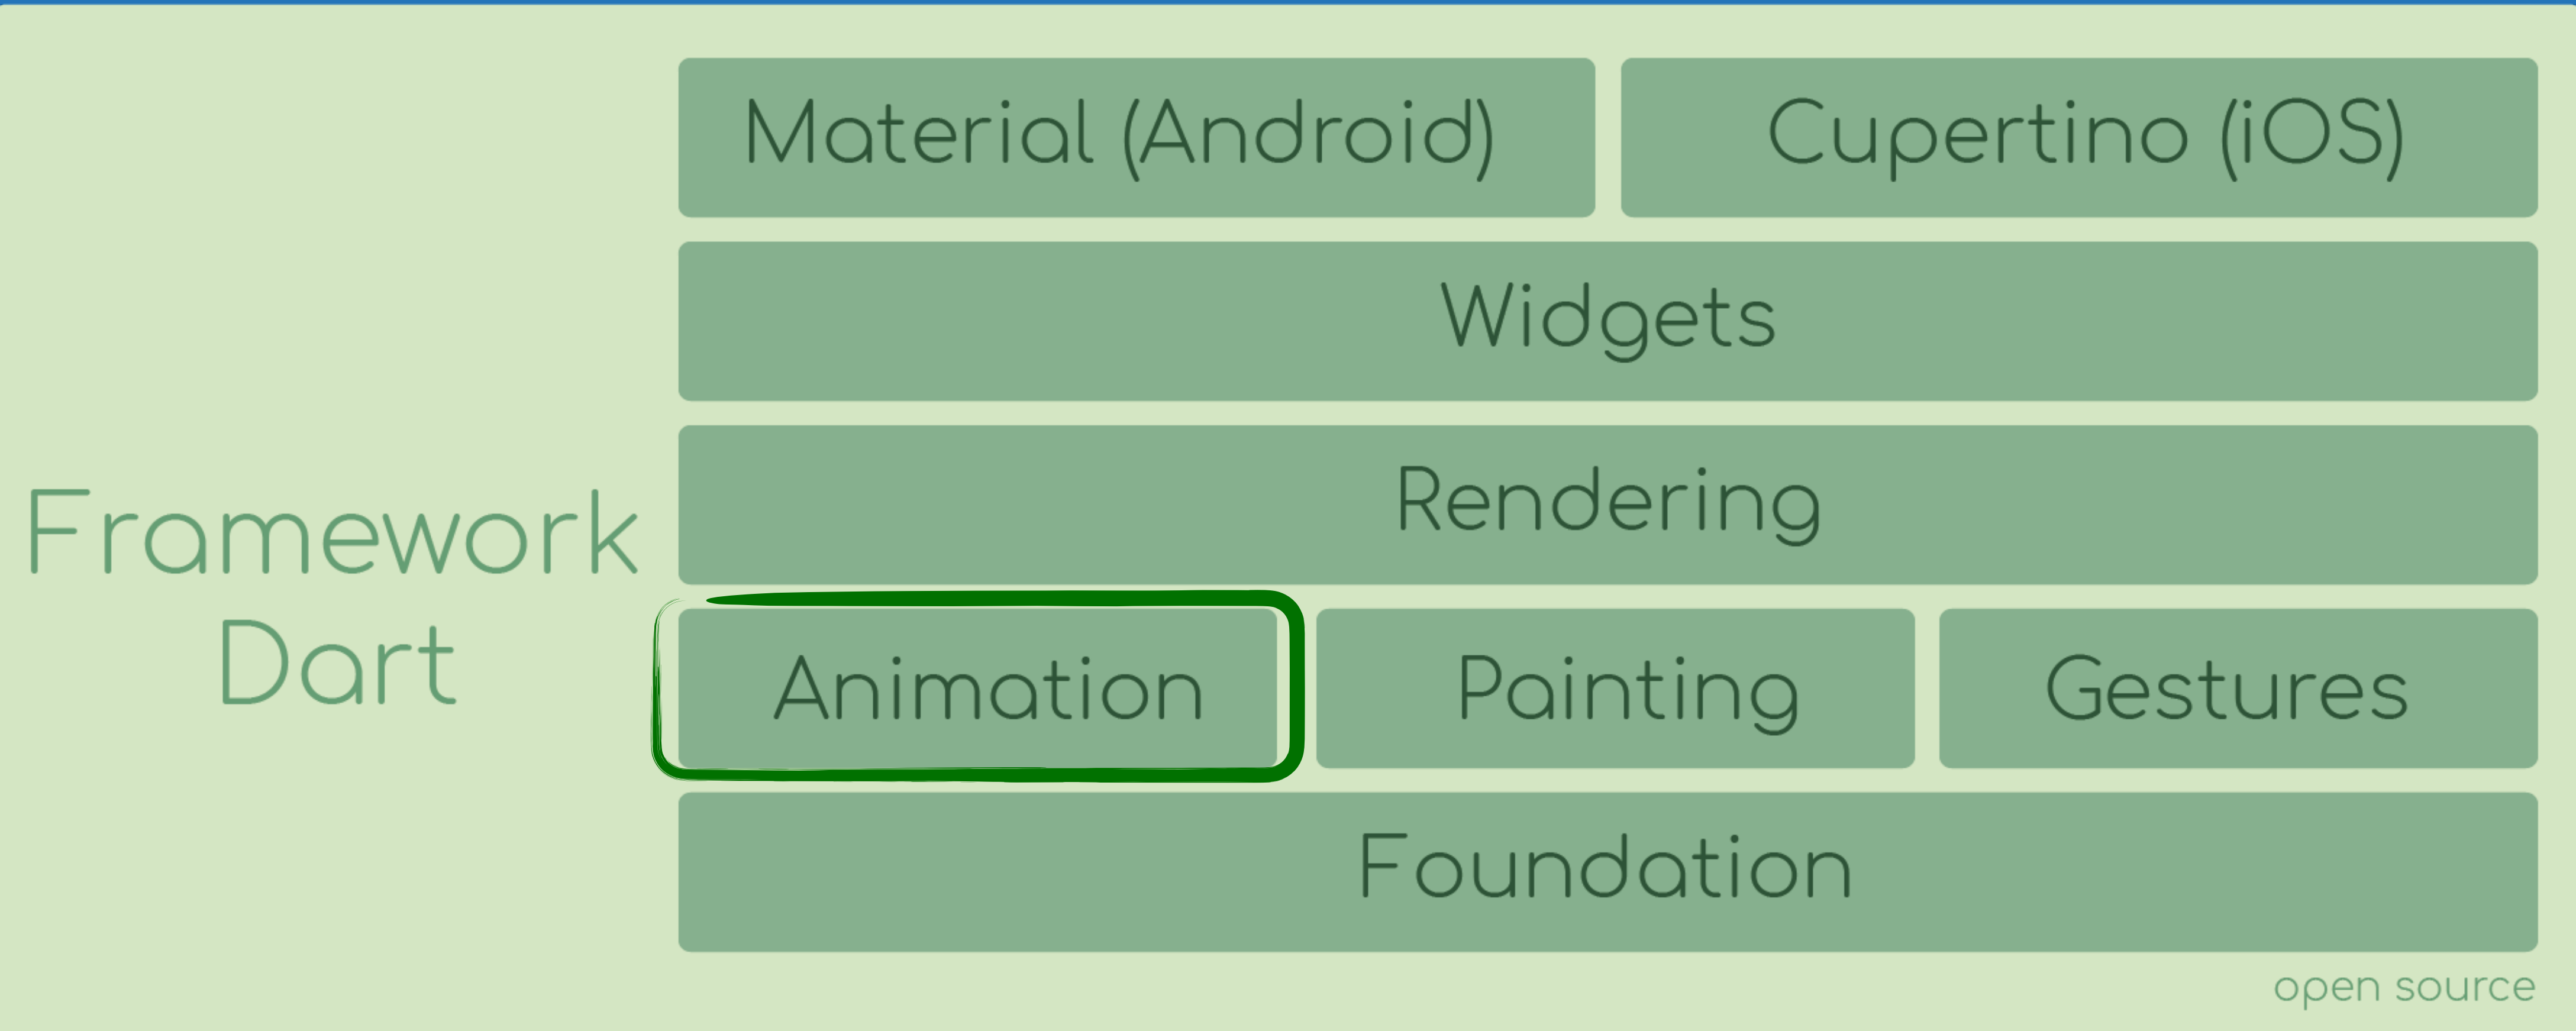 Material (Android)
Cupertino (iOS)
Widgets
Rendering
Framework
Dart
Animation
Painting
Gestures
Foundation
open source